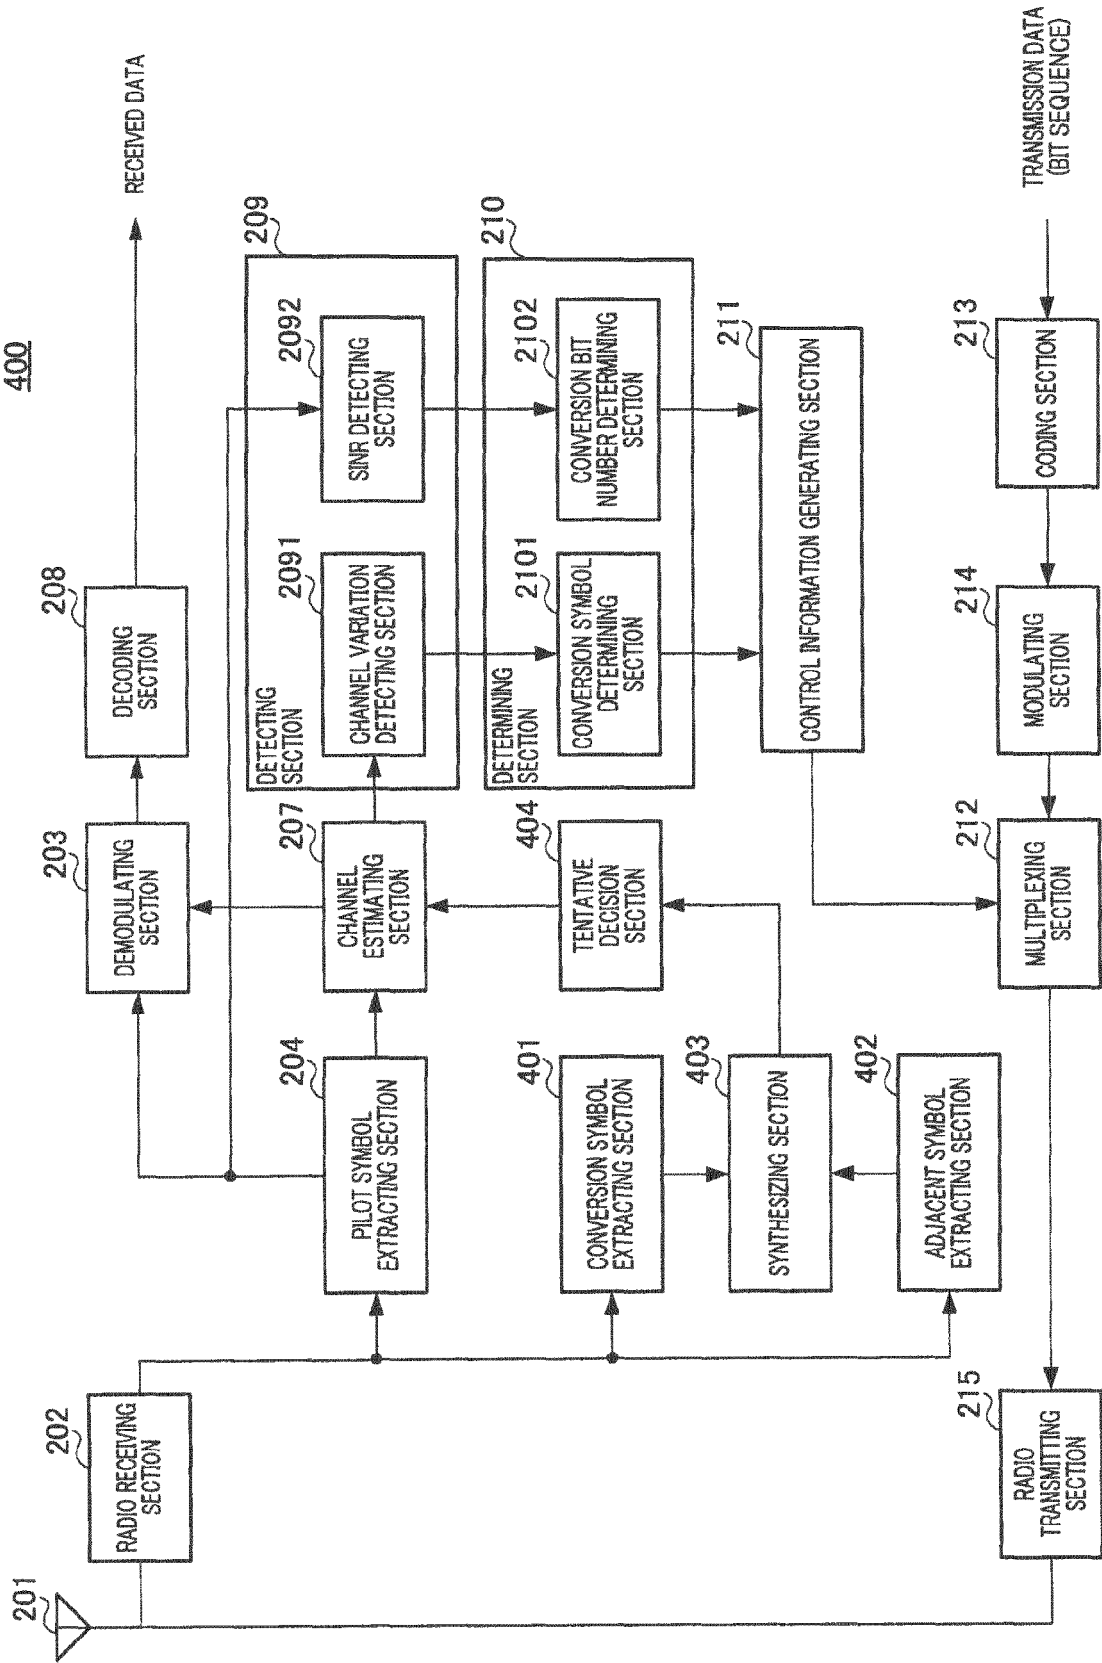 400
201
202
RADIO RECEIVING
SECTION
203
DEMODULATING
SECTION
208
DECODING
SECTION
RECEIVED DATA
204
PILOT SYMBOL
EXTRACTING SECTION
207
CHANNEL
ESTIMATING
SECTION
209
DETECTING
SECTION
2091
CHANNEL VARIATION
DETECTING SECTION
2092
SINR DETECTING
SECTION
401
CONVERSION SYMBOL
EXTRACTING SECTION
404
TENTATIVE
DECISION
SECTION
210
DETERMINING
SECTION
2101
CONVERSION SYMBOL
DETERMINING
SECTION
2102
CONVERSION BIT
NUMBER DETERMINING
SECTION
403
SYNTHESIZING SECTION
211
CONTROL INFORMATION GENERATING SECTION
402
ADJACENT SYMBOL
EXTRACTING SECTION
215
RADIO
TRANSMITTING
SECTION
212
MULTIPLEXING
SECTION
214
MODULATING
SECTION
213
CODING SECTION
TRANSMISSION DATA
(BIT SEQUENCE)